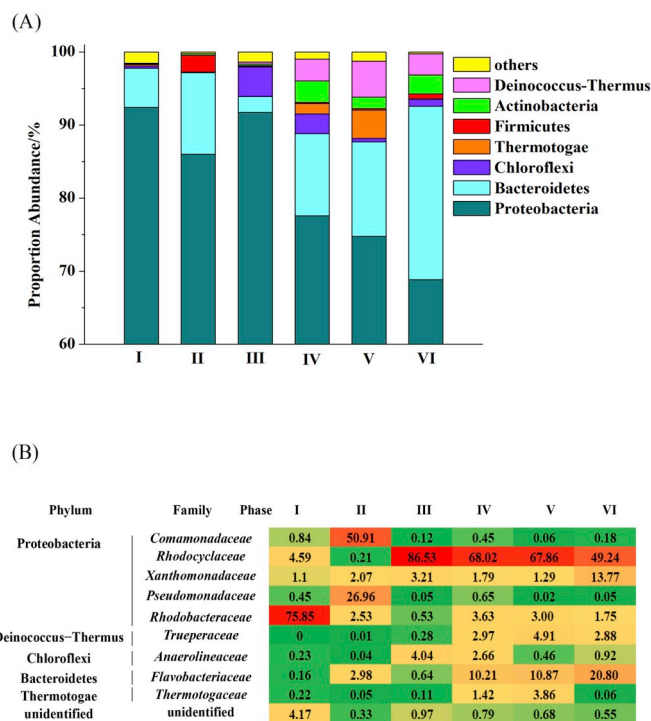 (A)
Proportion Abundance/%
100
90
80
70
60
I II III IV V VI
others
Deinococcus-Thermus
Actinobacteria
Firmicutes
Thermotogae
Chloroflexi
Bacteroidetes
Proteobacteria
(B)
Phylum Family Phase I II III IV V VI
Proteobacteria Comamonadaceae 0.84 50.91 0.12 0.45 0.06 0.18
Rhodocyclaceae 4.59 0.21 86.53 68.02 67.86 49.24
Xanthomonadaceae 1.1 2.07 3.21 1.79 1.29 13.77
Pseudomonadaceae 0.45 26.96 0.05 0.65 0.02 0.05
Rhodobacteraceae 75.85 2.53 0.53 3.63 3.00 1.75
Deinococcus−Thermus Trueperaceae 0 0.01 0.28 2.97 4.91 2.88
Chloroflexi Anaerolineaceae 0.23 0.04 4.04 2.66 0.46 0.92
Bacteroidetes Flavobacteriaceae 0.16 2.98 0.64 10.21 10.87 20.80
Thermotogae Thermotogaceae 0.22 0.05 0.11 1.42 3.86 0.06
unidentified unidentified 4.17 0.33 0.97 0.79 0.68 0.55